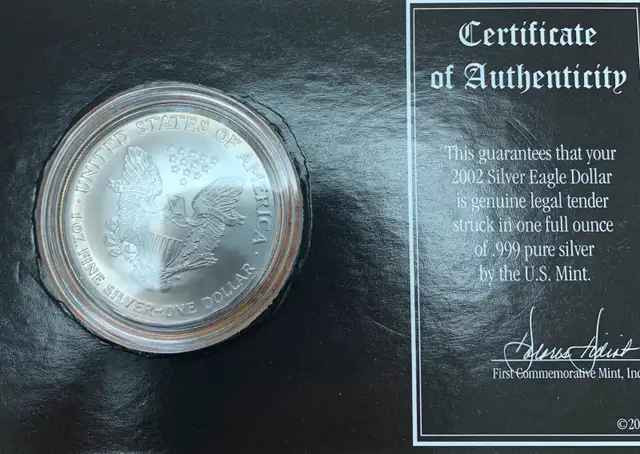 UNITED STATES OF AMERICA
1 OZ. FINE SILVER~ONE DOLLAR
Certificate
of Authenticity
This guarantees that your
2002 Silver Eagle Dollar
is genuine legal tender
struck in one full ounce
of .999 pure silver
by the U.S. Mint.
First Commemorative Mint, Inc
©20